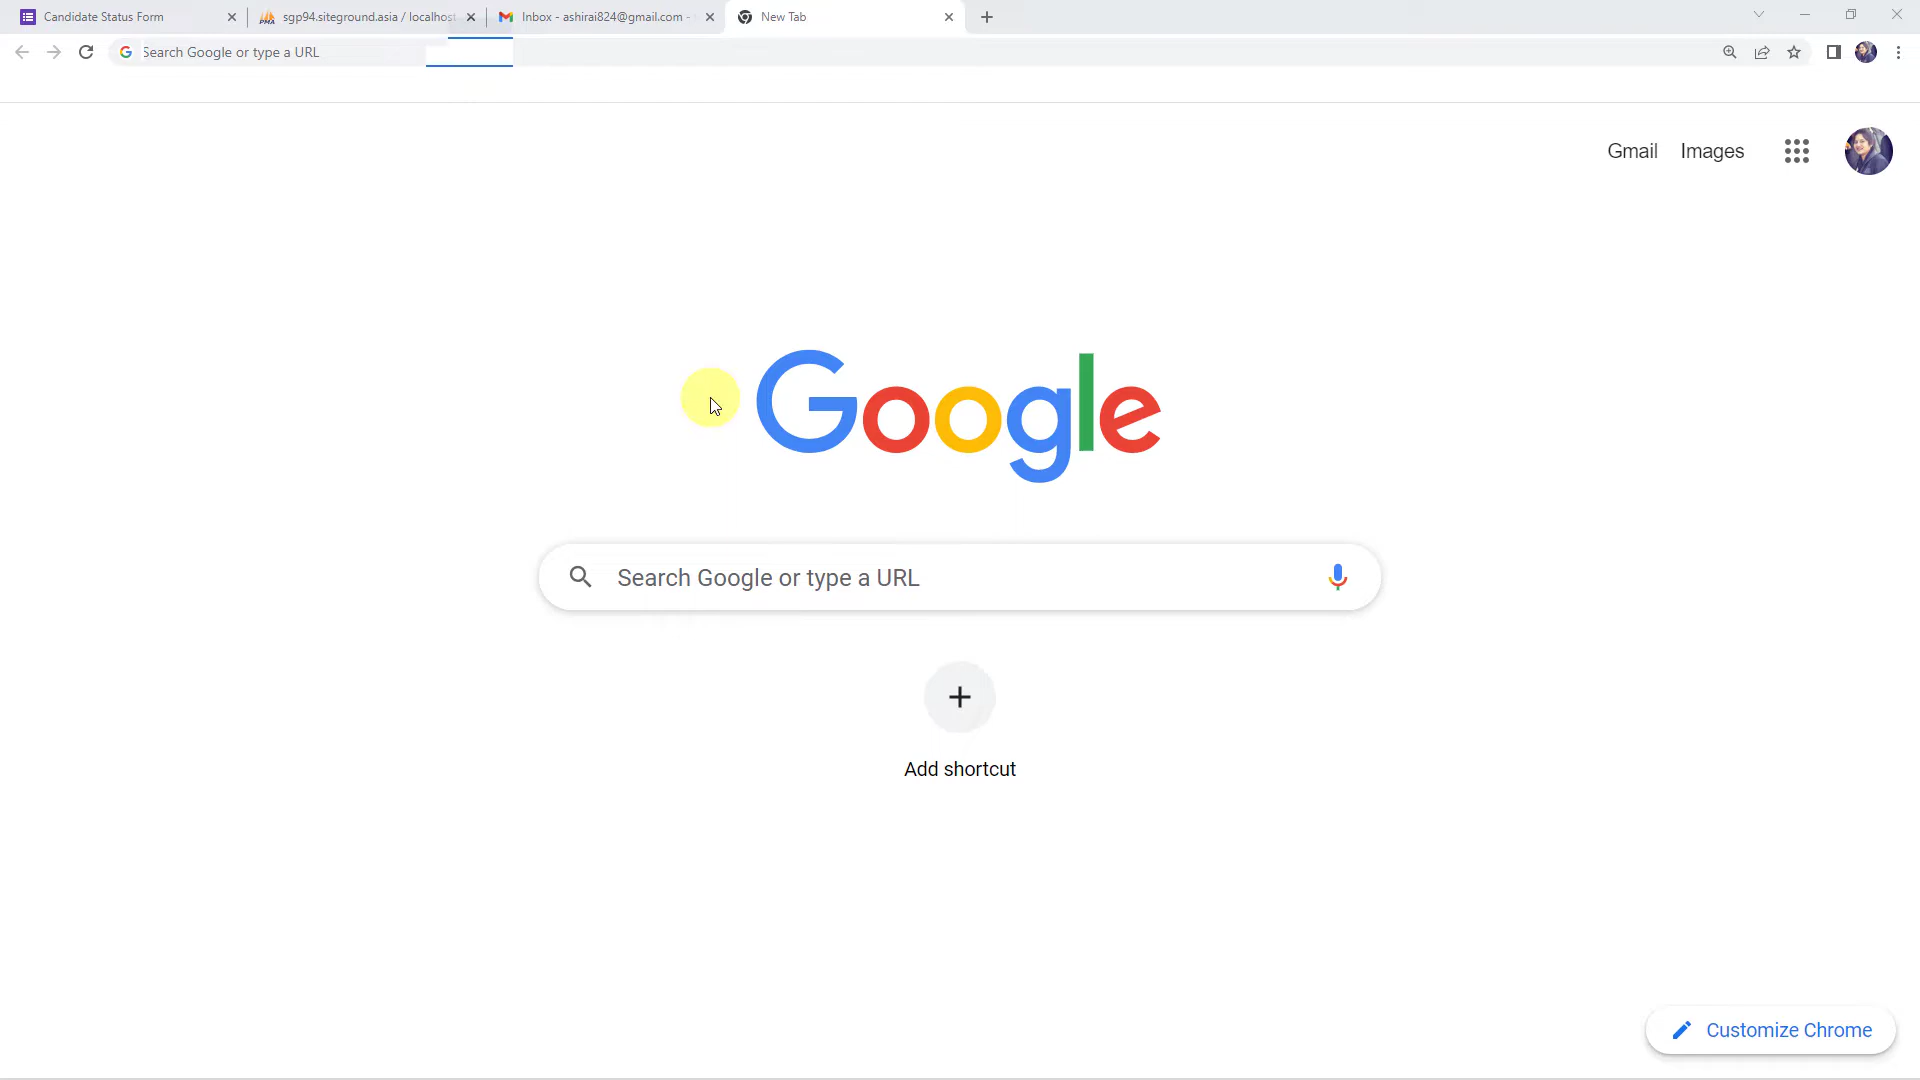 Candidate Status Form
sgp94.siteground.asia / localhost
Inbox - ashirai824@gmail.com -
New Tab
Search Google or type a URL
Gmail
Images
Google
Search Google or type a URL
Add shortcut
Customize Chrome